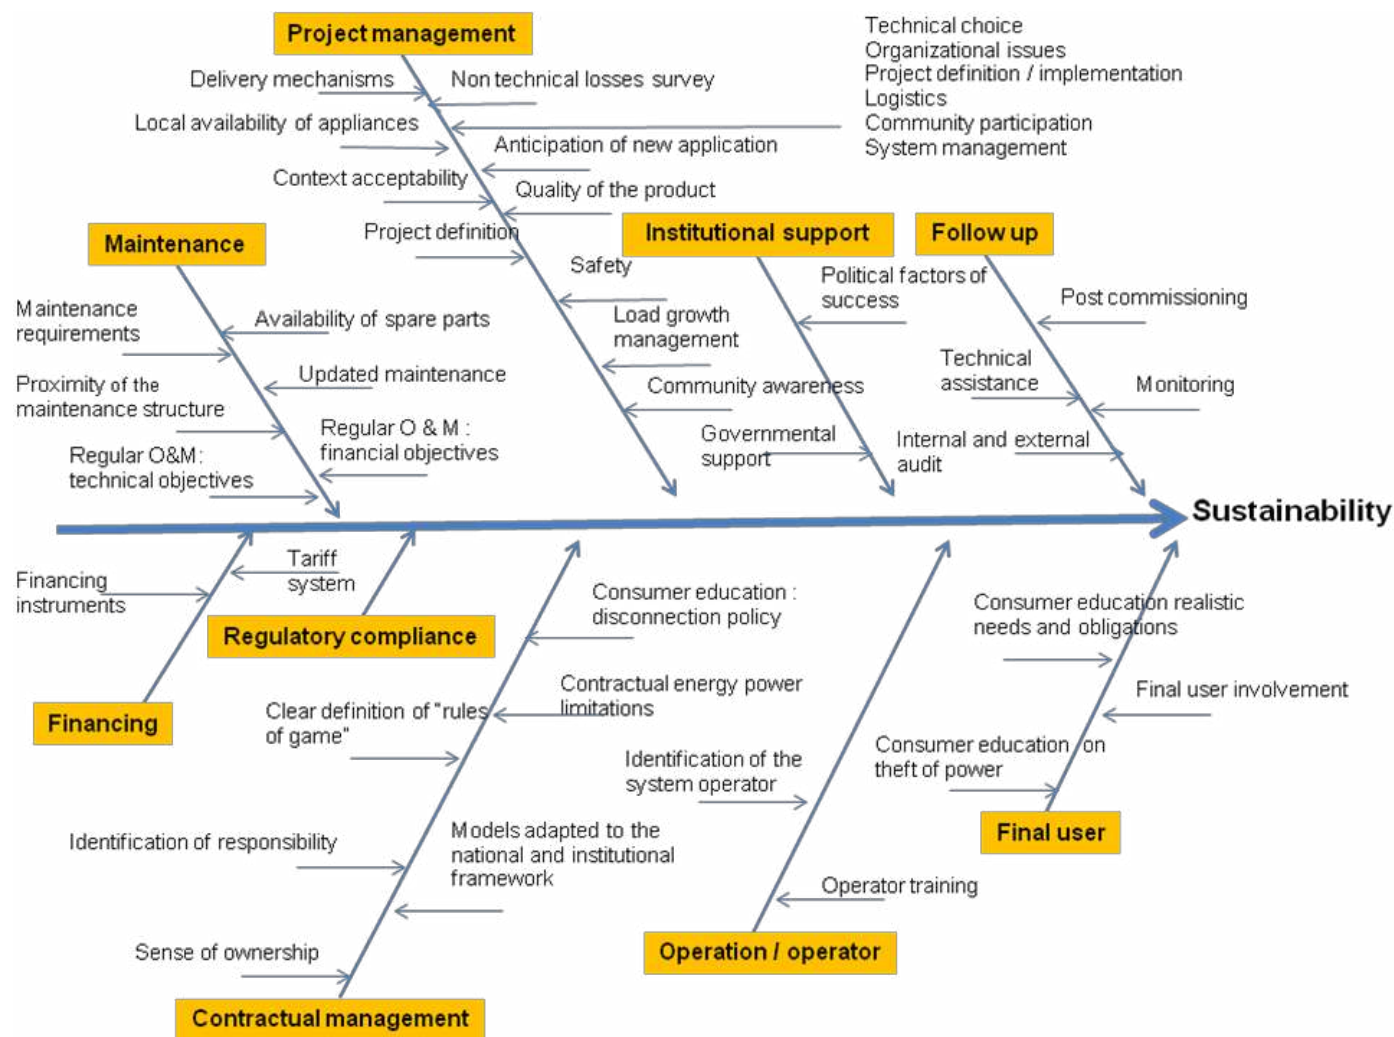 Project management
Technical choice
Organizational issues
Project definition / implementation
Logistics
Community participation
System management
Delivery mechanisms
Non technical losses survey
Local availability of appliances
Anticipation of new application
Context acceptability
Quality of the product
Project definition
Safety
Load growth
management
Community awareness
Maintenance
Maintenance
requirements
Availability of spare parts
Proximity of the
maintenance structure
Updated maintenance
Regular O&M :
technical objectives
Regular O & M :
financial objectives
Institutional support
Political factors of
success
Governmental
support
Follow up
Post commissioning
Technical
assistance
Monitoring
Internal and external
audit
Sustainability
Financing
instruments
Tariff
system
Financing
Regulatory compliance
Consumer education :
disconnection policy
Contractual energy power
limitations
Clear definition of "rules
of game"
Identification of responsibility
Models adapted to the
national and institutional
framework
Sense of ownership
Contractual management
Identification of the
system operator
Operator training
Operation / operator
Consumer education realistic
needs and obligations
Final user involvement
Consumer education on
theft of power
Final user